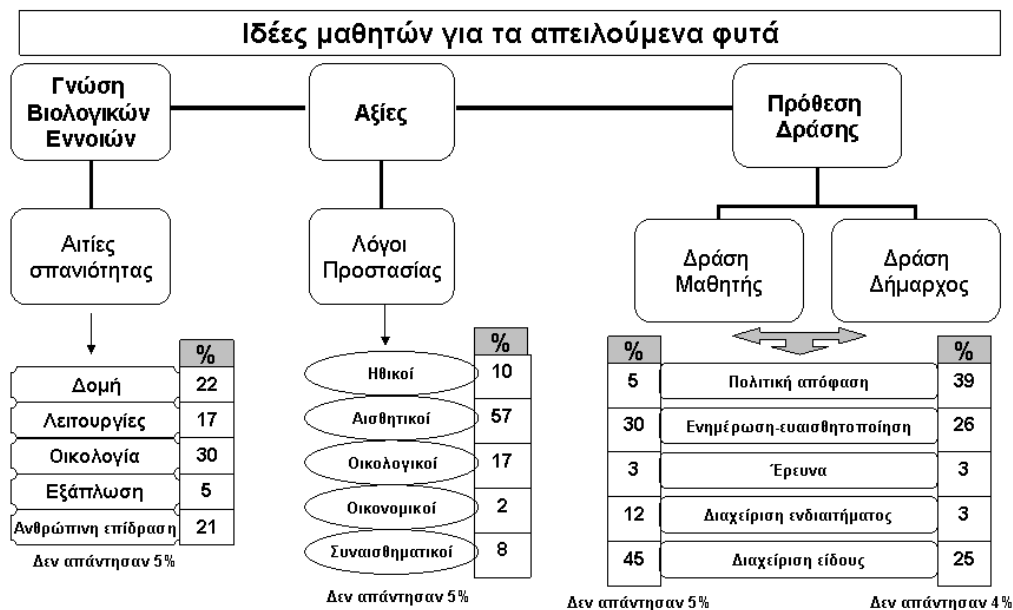 Ιδέες μαθητών για τα απειλούμενα φυτά
Γνώση
Βιολογικών
Εννοιών
Αξίες
Πρόθεση
Δράσης
Αιτίες
σπανιότητας
Λόγοι
Προστασίας
Δράση
Μαθητής
Δράση
Δήμαρχος
%
Δομή 22
Λειτουργίες 17
Οικολογία 30
Εξάπλωση 5
Ανθρώπινη επίδραση 21
Δεν απάντησαν 5%
%
Ηθικοί 10
Αισθητικοί 57
Οικολογικοί 17
Οικονομικοί 2
Συναισθηματικοί 8
Δεν απάντησαν 5%
% %
5 Πολιτική απόφαση 39
30 Ενημέρωση-ευαισθητοποίηση 26
3 Έρευνα 3
12 Διαχείριση ενδιαιτήματος 3
45 Διαχείριση είδους 25
Δεν απάντησαν 5% Δεν απάντησαν 4%